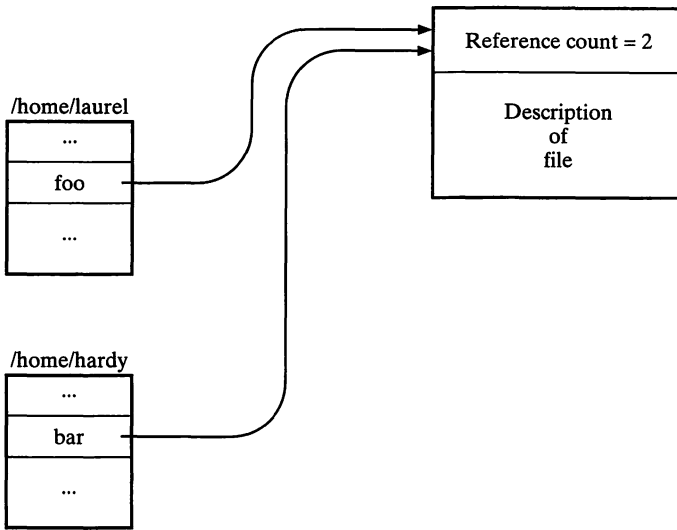 Reference count = 2
Description
of
file
/home/laurel
...
foo
...
/home/hardy
...
bar
...